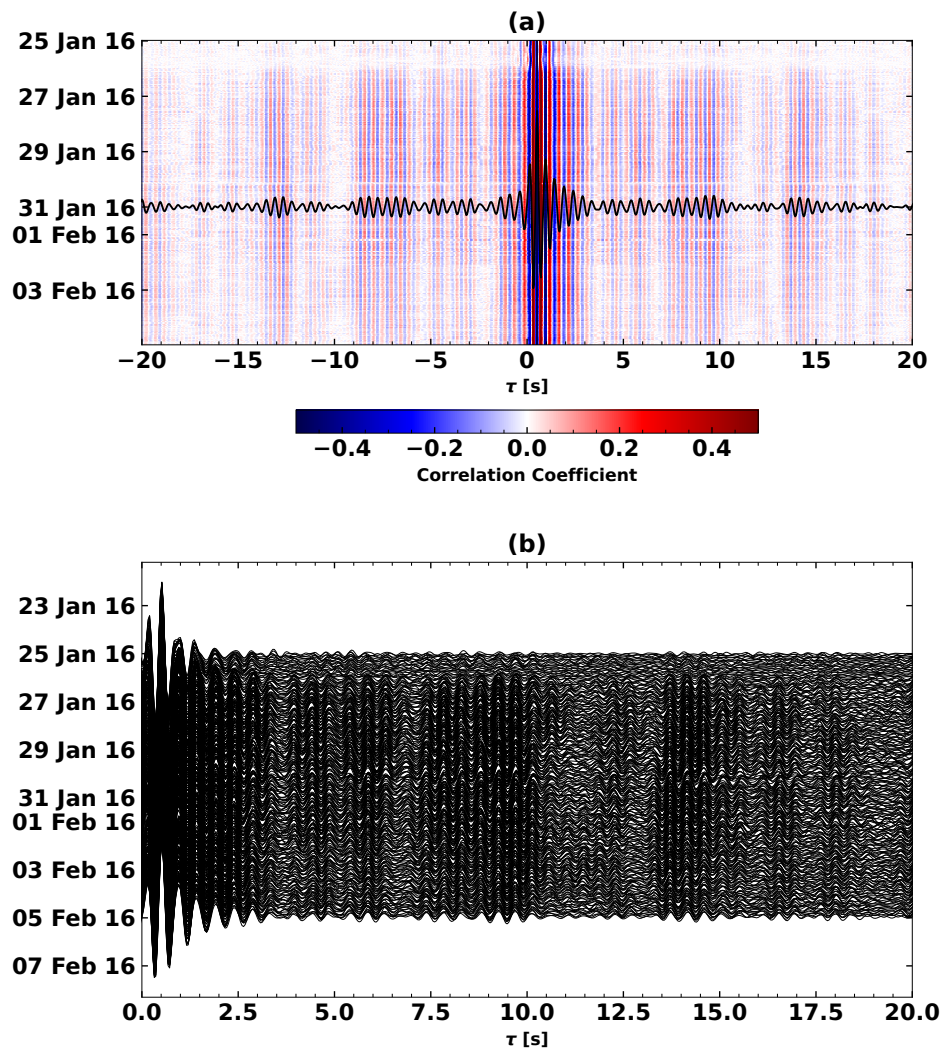 (a)
25 Jan 16
27 Jan 16
29 Jan 16
31 Jan 16
01 Feb 16
03 Feb 16
−20 −15 −10 −5 0 5 10 15 20
τ [s]
−0.4 −0.2 0.0 0.2 0.4
Correlation Coefficient
(b)
23 Jan 16
25 Jan 16
27 Jan 16
29 Jan 16
31 Jan 16
01 Feb 16
03 Feb 16
05 Feb 16
07 Feb 16
0.0 2.5 5.0 7.5 10.0 12.5 15.0 17.5 20.0
τ [s]